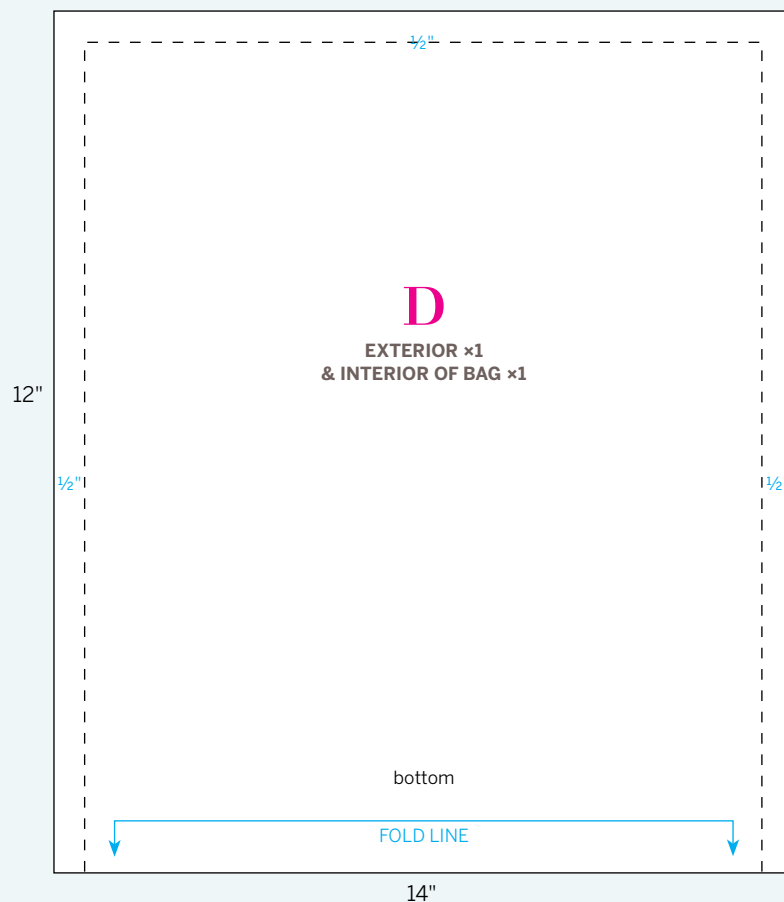 ½"
D
EXTERIOR ×1
& INTERIOR OF BAG ×1
12"
½"
½
bottom
FOLD LINE
14"